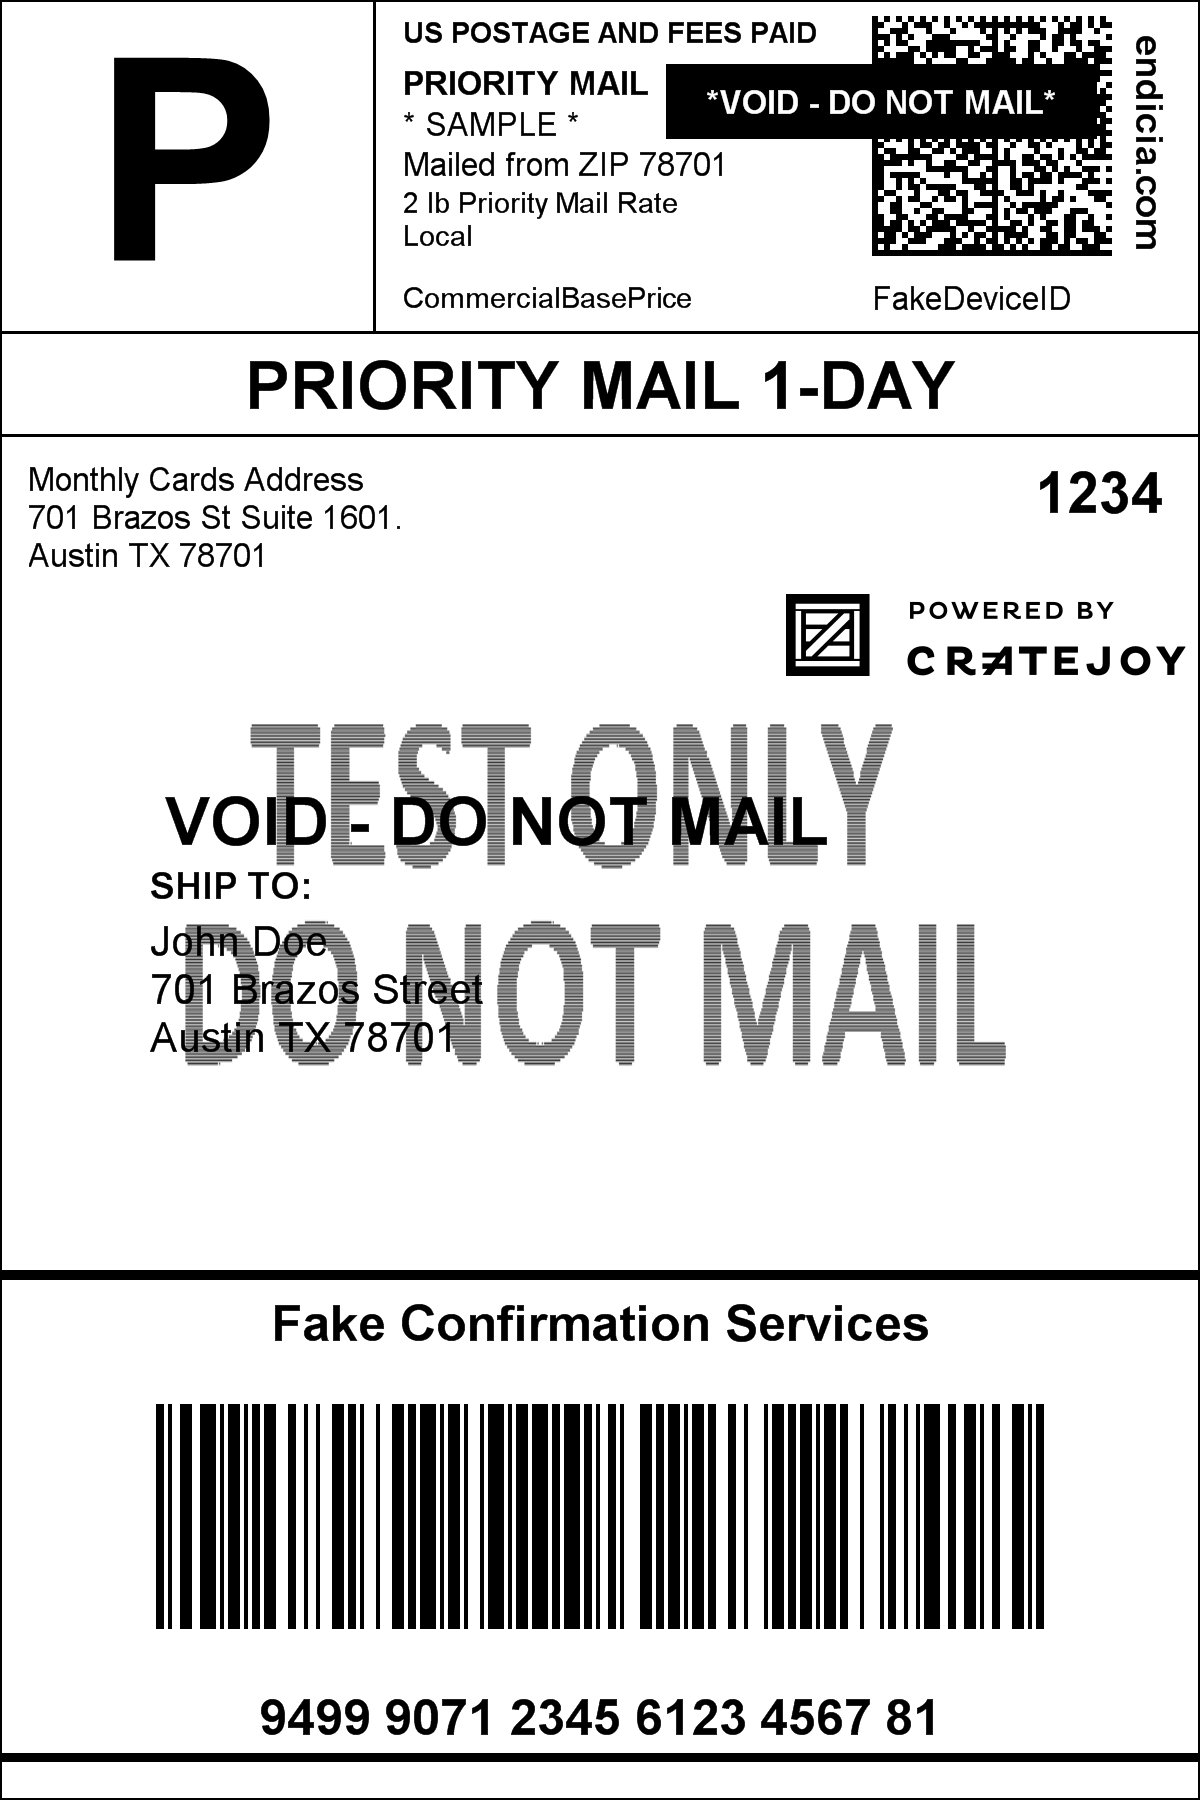 P
US POSTAGE AND FEES PAID
PRIORITY MAIL
*VOID - DO NOT MAIL*
* SAMPLE *
Mailed from ZIP 78701
2 lb Priority Mail Rate
Local
CommercialBasePrice
endicia.com
FakeDeviceID
PRIORITY MAIL 1-DAY
Monthly Cards Address
701 Brazos St Suite 1601.
Austin TX 78701
1234
POWERED BY
CRATEJOY
TEST ONLY
VOID - DO NOT MAIL
SHIP TO:
DO NOT MAIL
John Doe
701 Brazos Street
Austin TX 78701
Fake Confirmation Services
9499 9071 2345 6123 4567 81